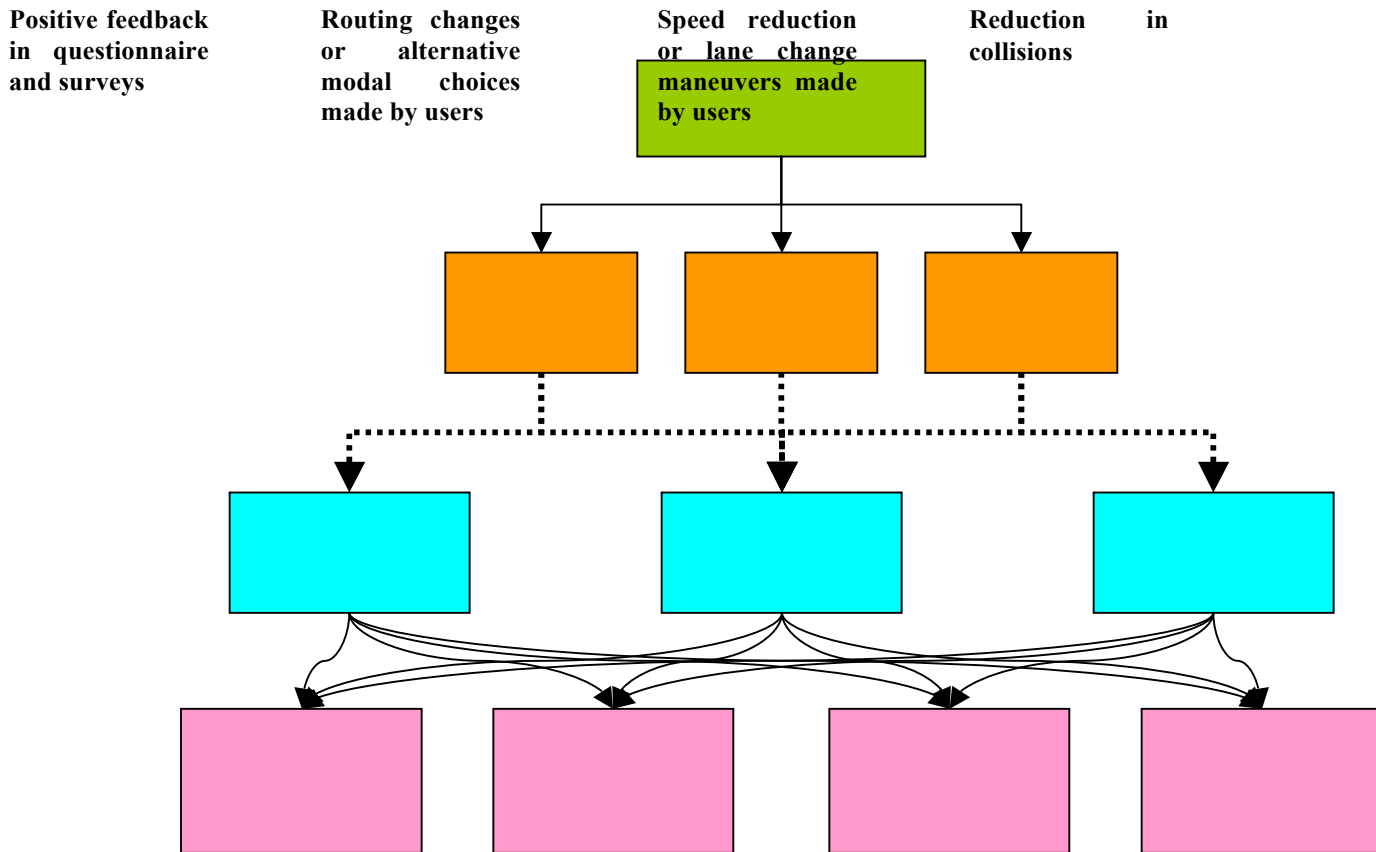 Positive feedback
in questionnaire
and surveys
Routing changes
or alternative
modal choices
made by users
Speed reduction
or lane change
maneuvers made
by users
Reduction in
collisions